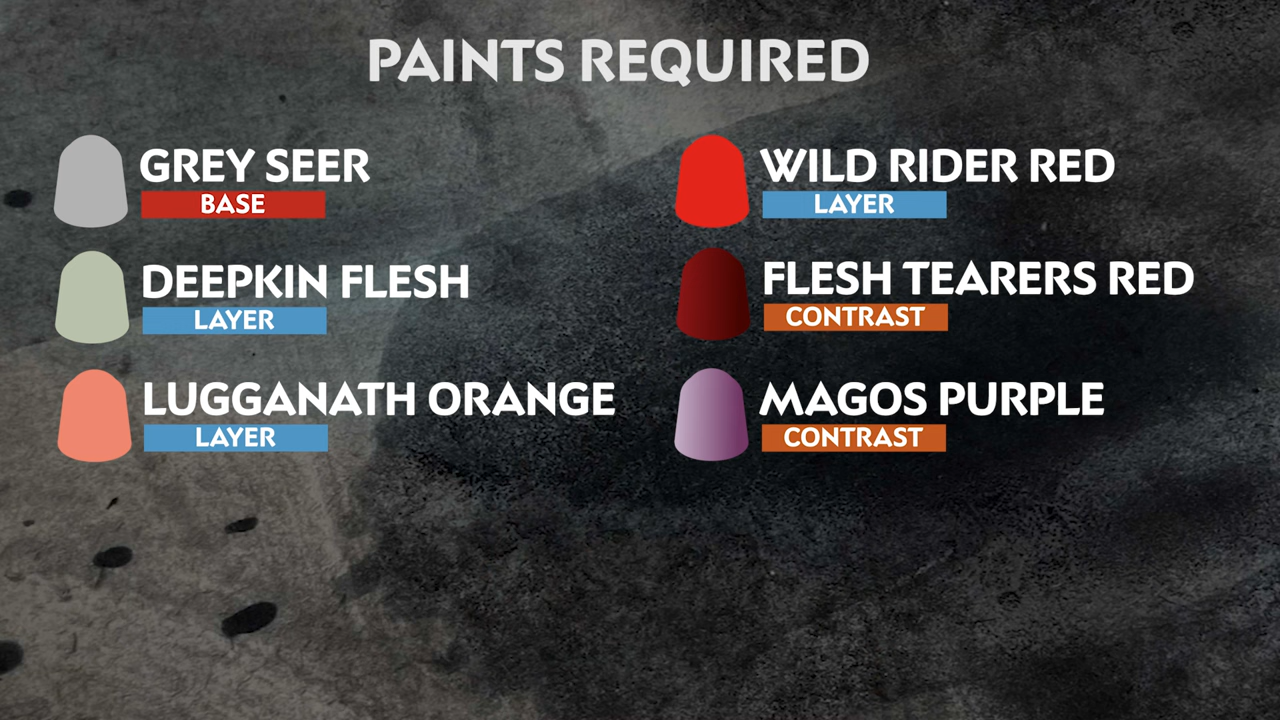 PAINTS REQUIRED
GREY SEER
BASE
DEEPKIN FLESH
LAYER
LUGGANATH ORANGE
LAYER
WILD RIDER RED
LAYER
FLESH TEARERS RED
CONTRAST
MAGOS PURPLE
CONTRAST